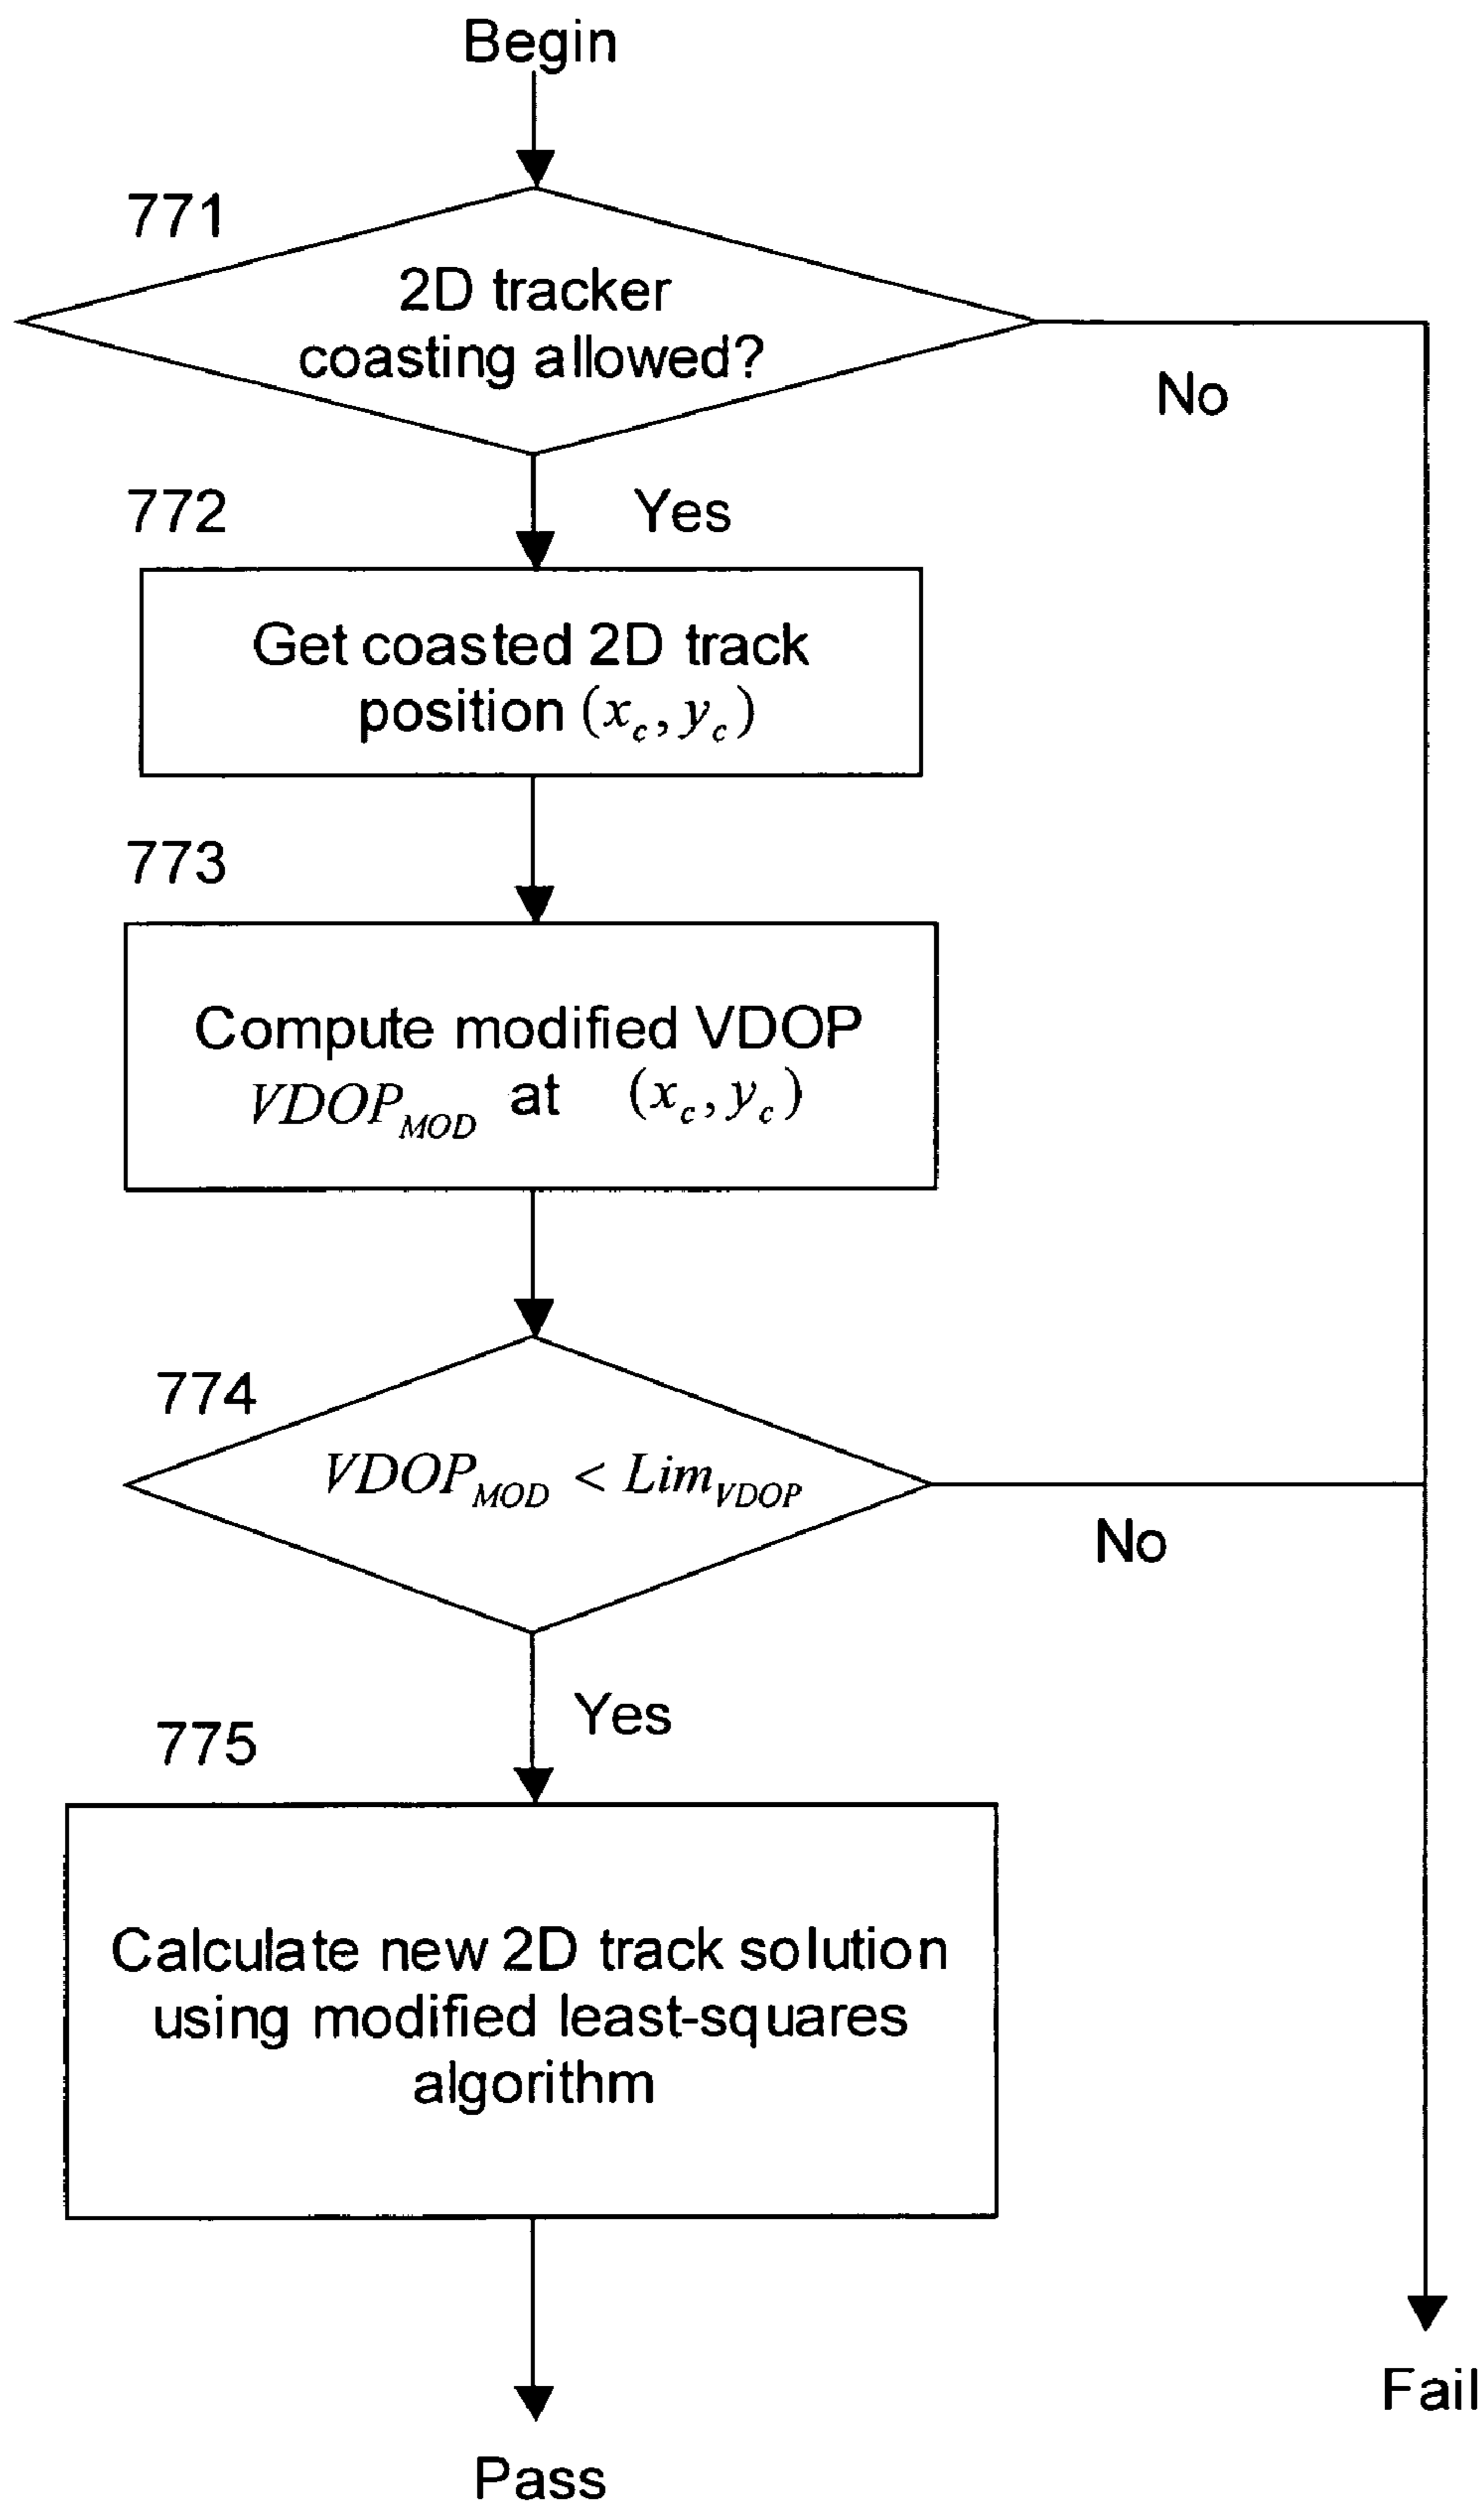 Begin
771
2D tracker
coasting allowed?
No
772
Yes
Get coasted 2D track
position (x_c, y_c)
773
Compute modified VDOP
VDOP_MOD at (x_c, y_c)
774
VDOP_MOD < Lim_VDOP
No
Yes
775
Calculate new 2D track solution
using modified least-squares
algorithm
Fail
Pass